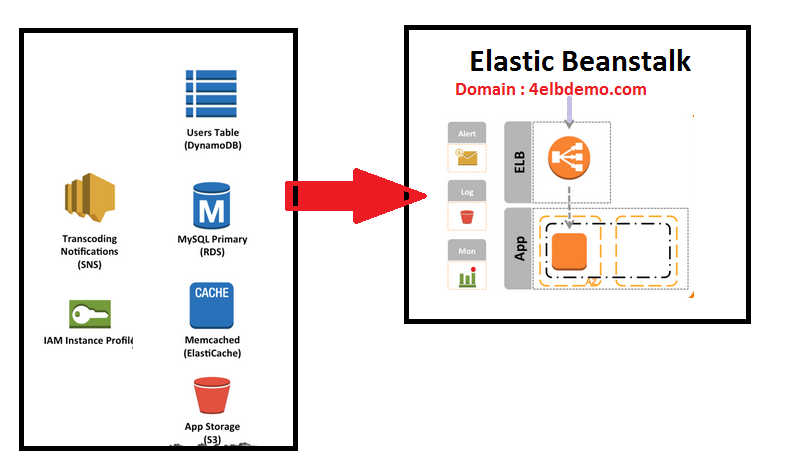 Users Table
(DynamoDB)
Transcoding
Notifications
(SNS)
M
MySQL Primary
(RDS)
IAM Instance Profile
CACHE
Memcached
(ElastiCache)
App Storage
(S3)
Elastic Beanstalk
Domain : 4elbdemo.com
Alert
Log
Mon
ELB
App
AZ